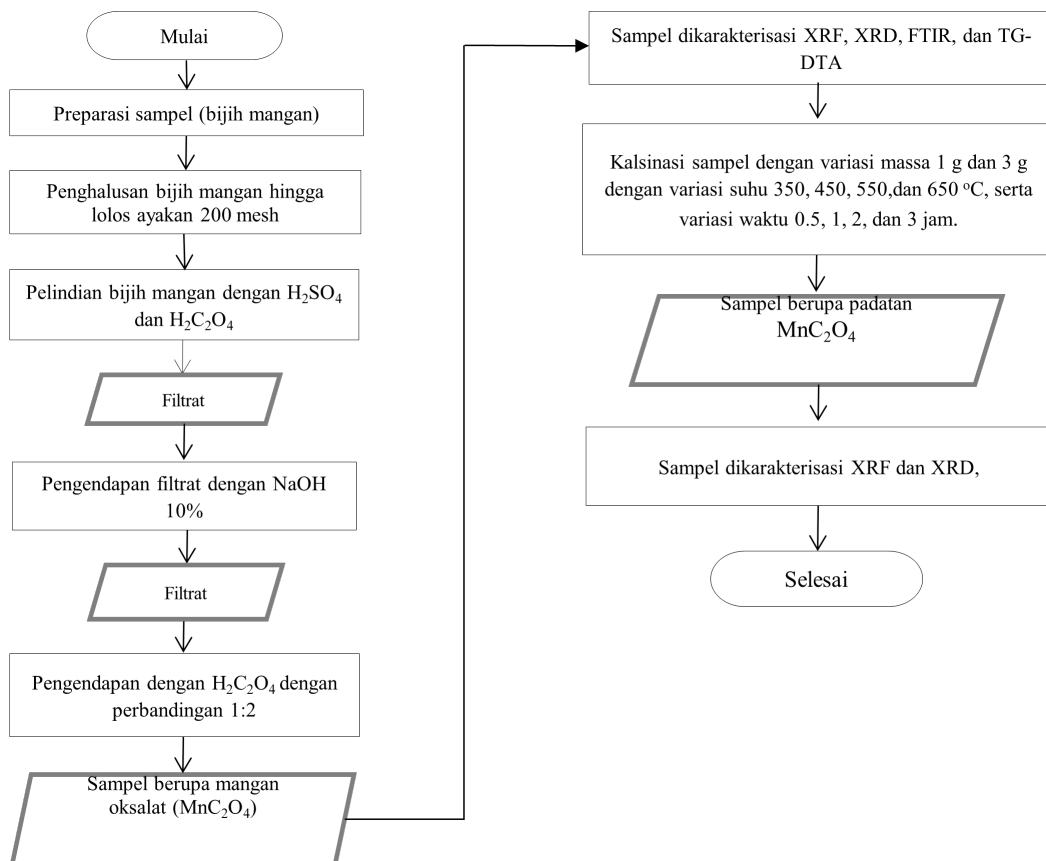 Mulai
Preparasi sampel (bijih mangan)
Penghalusan bijih mangan hingga
lolos ayakan 200 mesh
Pelindian bijih mangan dengan H₂SO₄
dan H₂C₂O₄
Filtrat
Pengendapan filtrat dengan NaOH
10%
Filtrat
Pengendapan dengan H₂C₂O₄ dengan
perbandingan 1:2
Sampel berupa mangan
oksalat (MnC₂O₄)
Sampel dikarakterisasi XRF, XRD, FTIR, dan TG-
DTA
Kalsinasi sampel dengan variasi massa 1 g dan 3 g
dengan variasi suhu 350, 450, 550,dan 650 °C, serta
variasi waktu 0.5, 1, 2, dan 3 jam.
Sampel berupa padatan
MnC₂O₄
Sampel dikarakterisasi XRF dan XRD,
Selesai